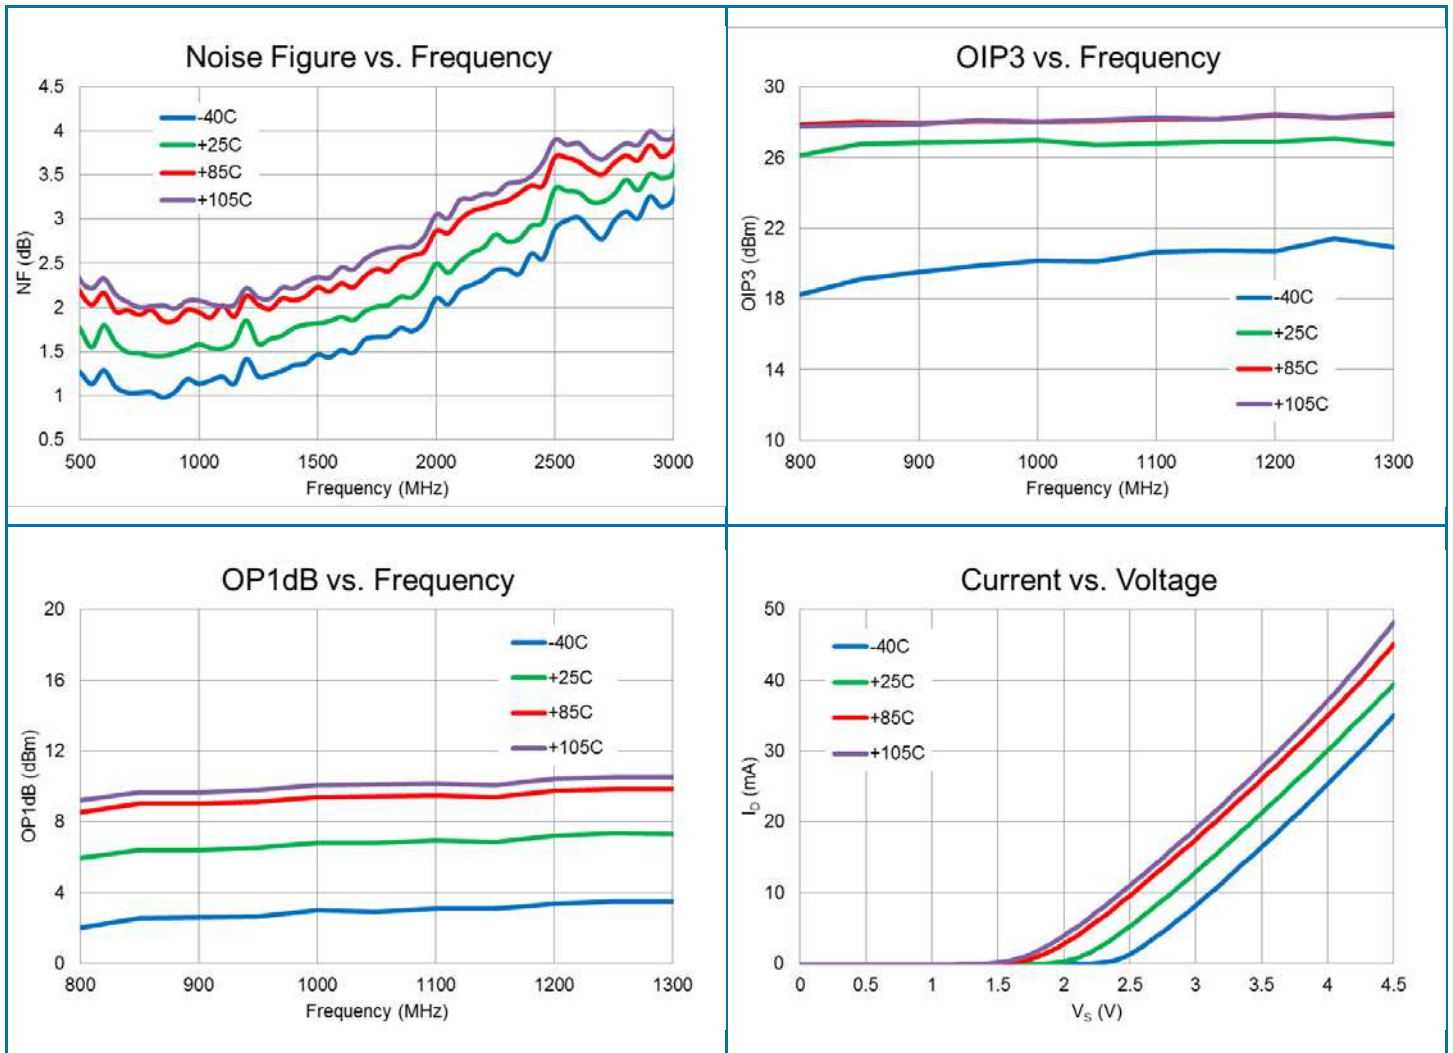 Noise Figure vs. Frequency
4.5
4
3.5
3
2.5
2
1.5
1
0.5
NF (dB)
-40C
+25C
+85C
+105C
500 1000 1500 2000 2500 3000
Frequency (MHz)
OIP3 vs. Frequency
30
26
22
18
14
10
OIP3 (dBm)
-40C
+25C
+85C
+105C
800 900 1000 1100 1200 1300
Frequency (MHz)
OP1dB vs. Frequency
20
16
12
8
4
0
OP1dB (dBm)
-40C
+25C
+85C
+105C
800 900 1000 1100 1200 1300
Frequency (MHz)
Current vs. Voltage
50
40
30
20
10
0
I_D (mA)
-40C
+25C
+85C
+105C
0 0.5 1 1.5 2 2.5 3 3.5 4 4.5
V_S (V)